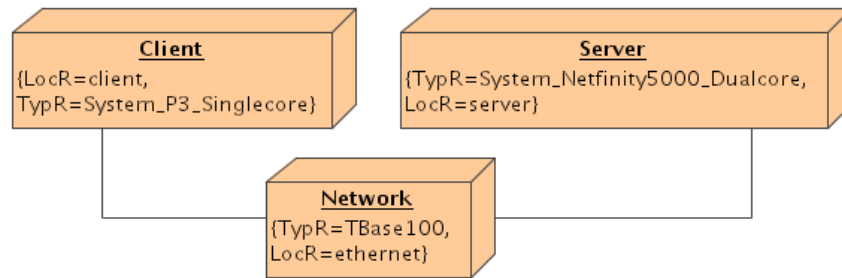 Client
{LocR=client,
TypR=System_P3_Singlecore}
Server
{TypR=System_Netfinity5000_Dualcore,
LocR=server}
Network
{TypR=TBase100,
LocR=ethernet}